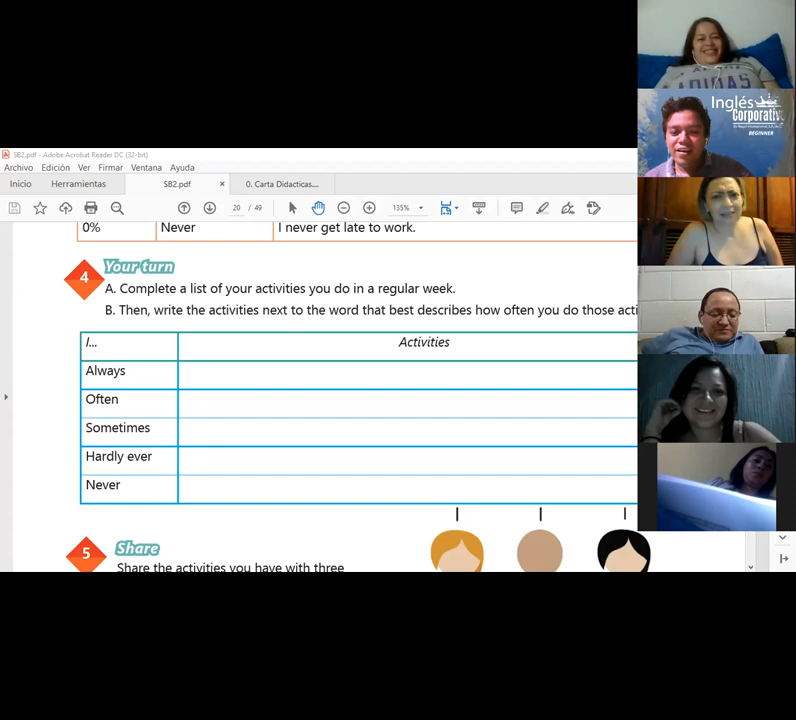 SB2.pdf - Adobe Acrobat Reader DC (32-bit)
Archivo Edición Ver Firmar Ventana Ayuda
Inicio Herramientas SB2.pdf × 0. Carta Didacticas....
20 / 49 135%
0% Never I never get late to work.
4 Your turn
A. Complete a list of your activities you do in a regular week.
B. Then, write the activities next to the word that best describes how often you do those acti
I... Activities
Always
Often
Sometimes
Hardly ever
Never
5 Share
Share the activities you have with three
Inglés
Corporativ
BEGINNER
ADIDAS